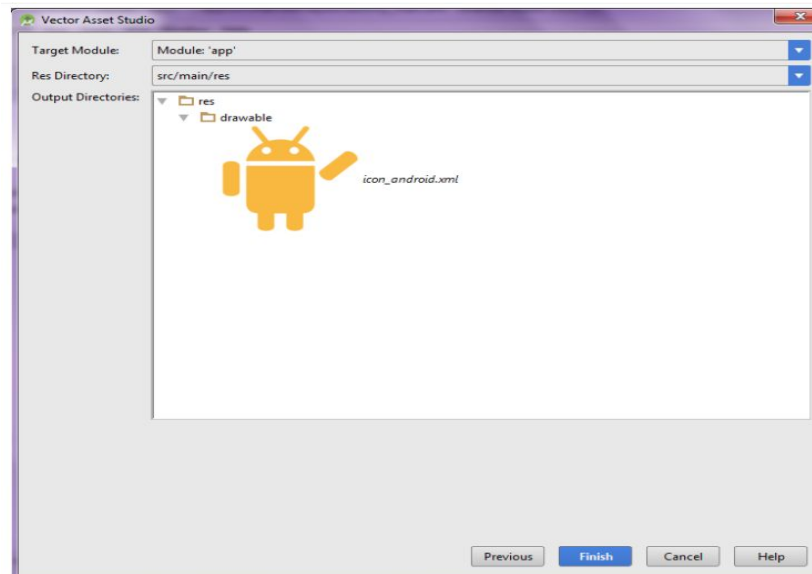 Vector Asset Studio
Target Module: Module: 'app'
Res Directory: src/main/res
Output Directories: res
drawable
icon_android.xml
Previous Finish Cancel Help